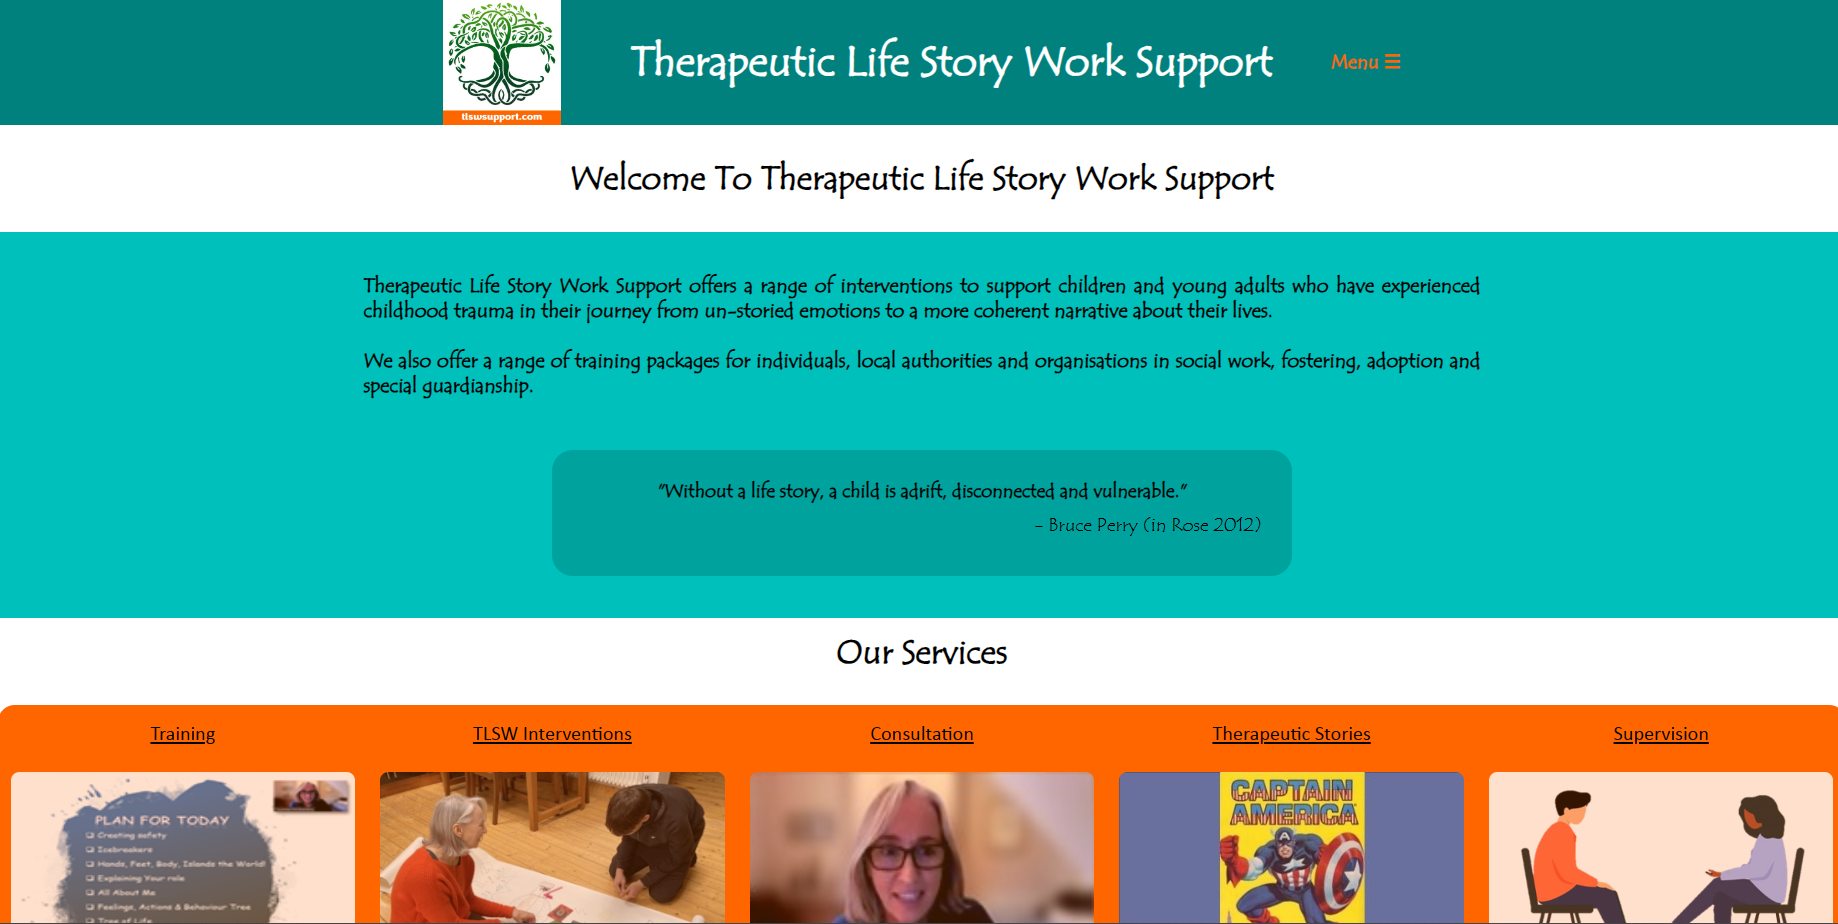 tlswsupport.com
Therapeutic Life Story Work Support
Menu ☰
Welcome To Therapeutic Life Story Work Support
Therapeutic Life Story Work Support offers a range of interventions to support children and young adults who have experienced
childhood trauma in their journey from un-storied emotions to a more coherent narrative about their lives.
We also offer a range of training packages for individuals, local authorities and organisations in social work, fostering, adoption and
special guardianship.
"Without a life story, a child is adrift, disconnected and vulnerable."
- Bruce Perry (in Rose 2012)
Our Services
Training
TLSW Interventions
Consultation
Therapeutic Stories
Supervision
PLAN FOR TODAY
Creating safety
Icebreakers
Hands, Feet, Body, Islands the World!
Explaining Your role
All About Me
Feelings, Actions & Behaviour Tree
Tree of Life
CAPTAIN
AMERICA